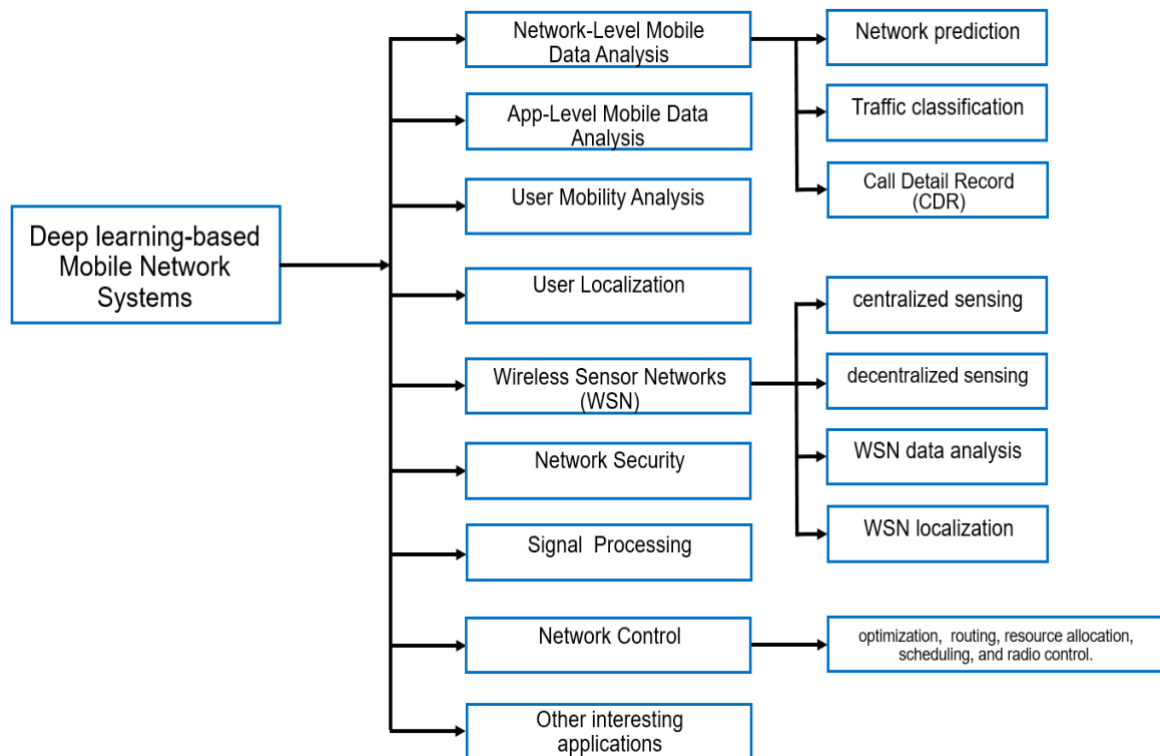 Deep learning-based
Mobile Network
Systems
Network-Level Mobile
Data Analysis
App-Level Mobile Data
Analysis
User Mobility Analysis
User Localization
Wireless Sensor Networks
(WSN)
Network Security
Signal  Processing
Network Control
Other interesting
applications
Network prediction
Traffic classification
Call Detail Record
(CDR)
centralized sensing
decentralized sensing
WSN data analysis
WSN localization
optimization,  routing, resource allocation,
scheduling, and radio control.